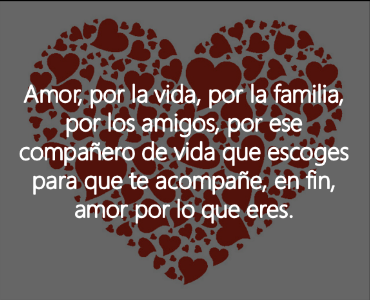 Amor, por la vida, por la familia,
por los amigos, por ese
compañero de vida que escoges
para que te acompañe, en fin,
amor por lo que eres.